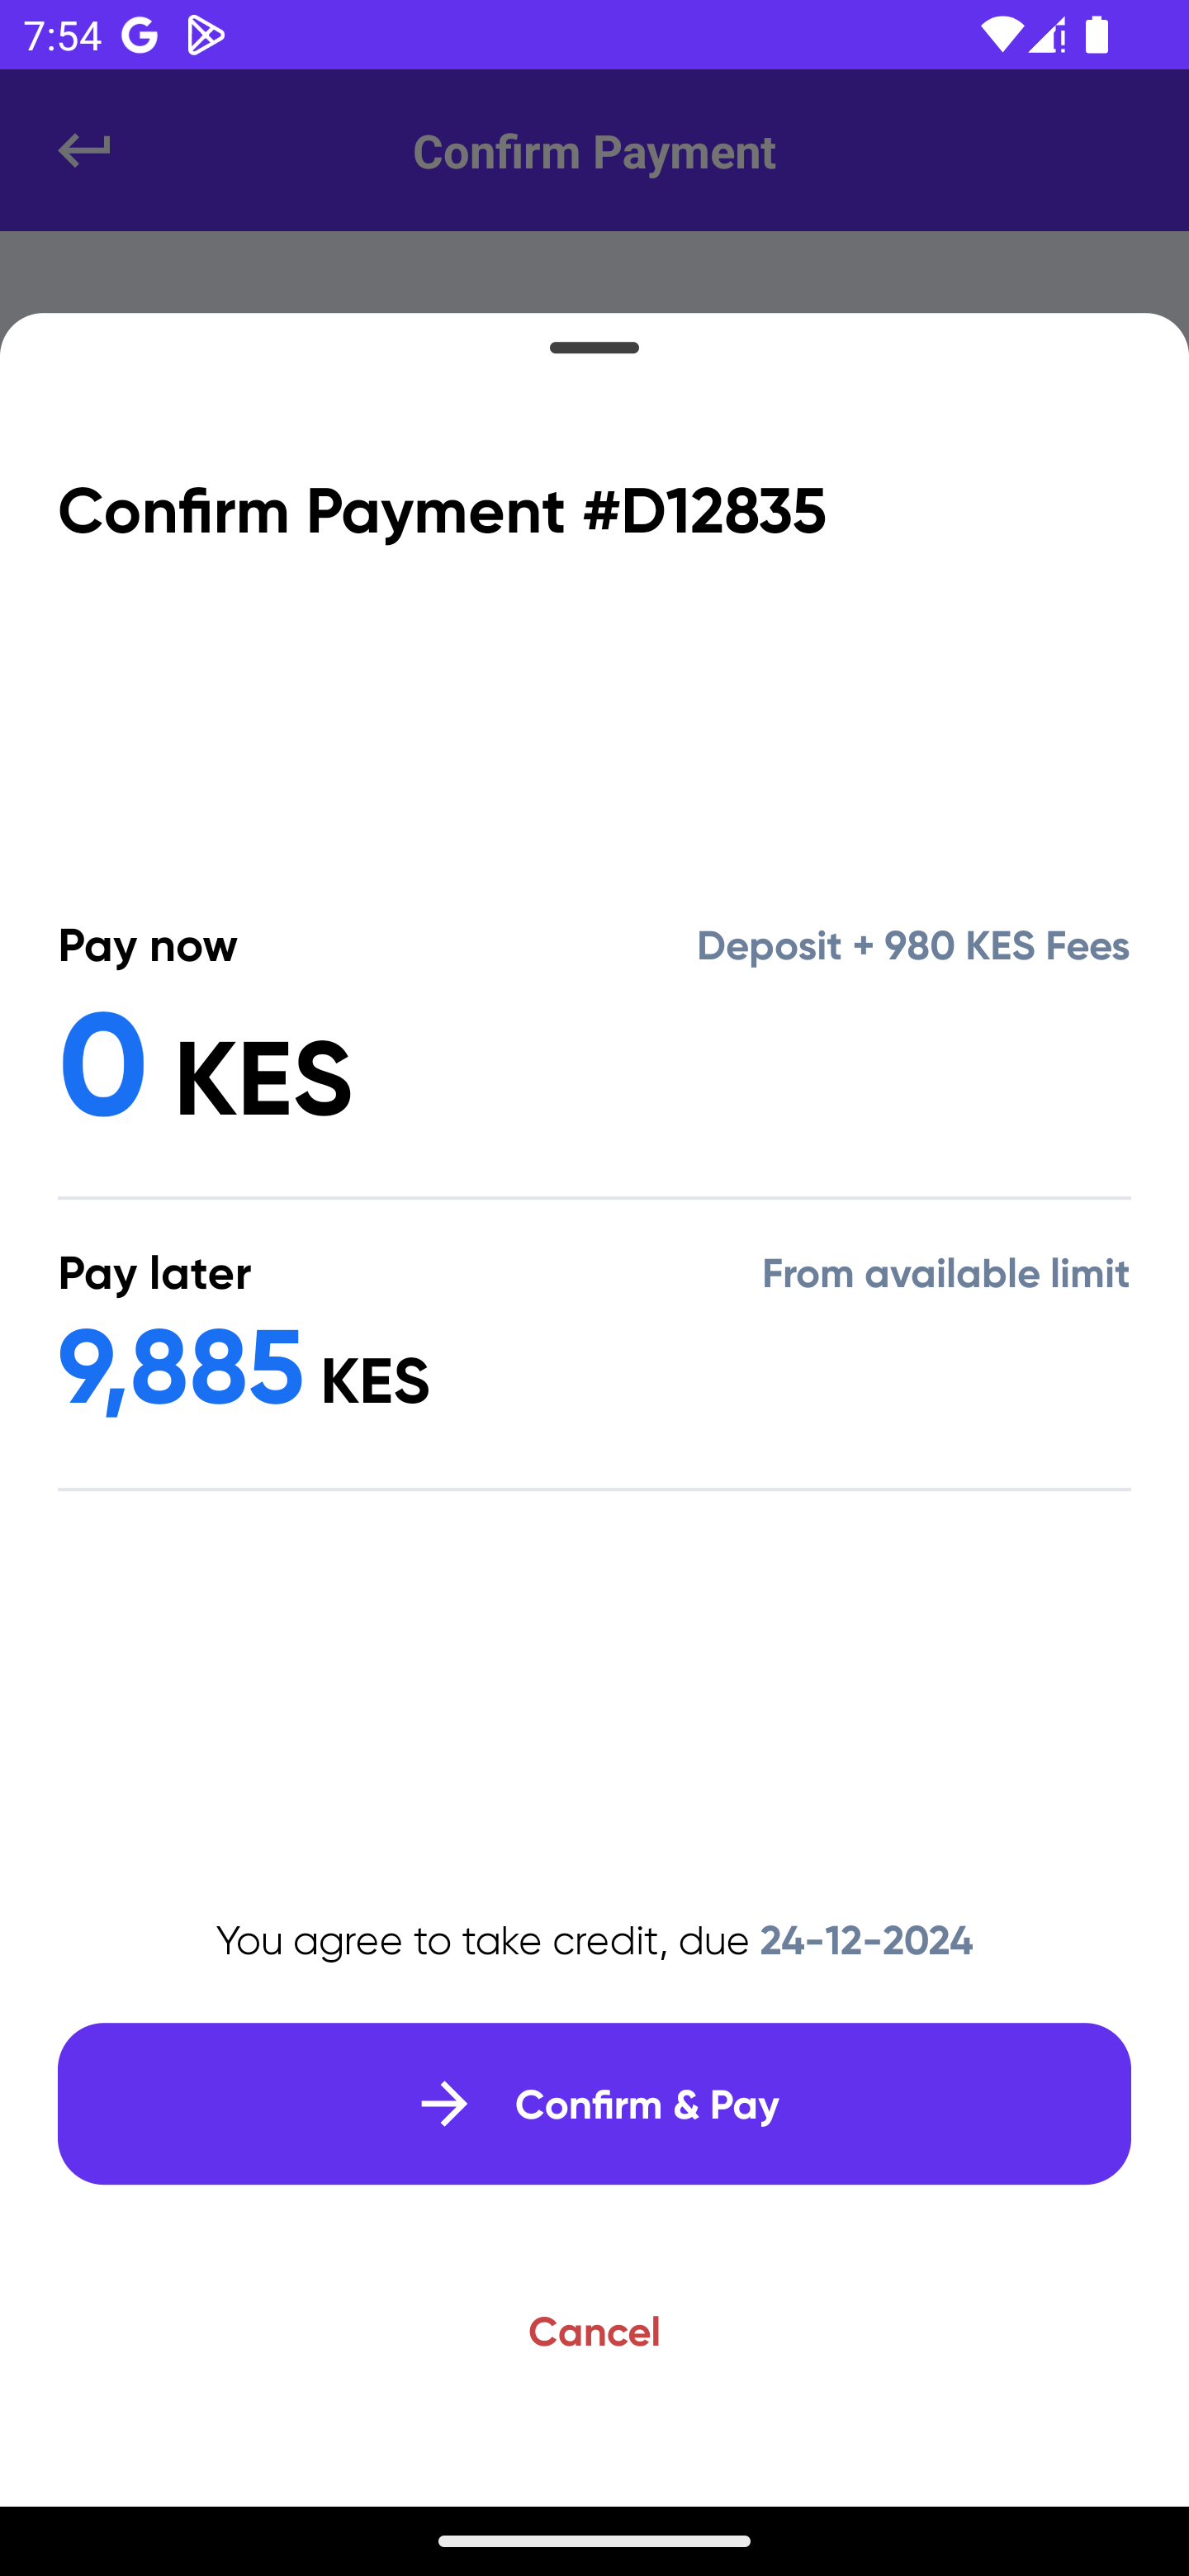 7:54
Confirm Payment
Confirm Payment #D12835
Pay now
Deposit + 980 KES Fees
0 KES
Pay later
From available limit
9,885 KES
You agree to take credit, due 24-12-2024
Confirm & Pay
Cancel